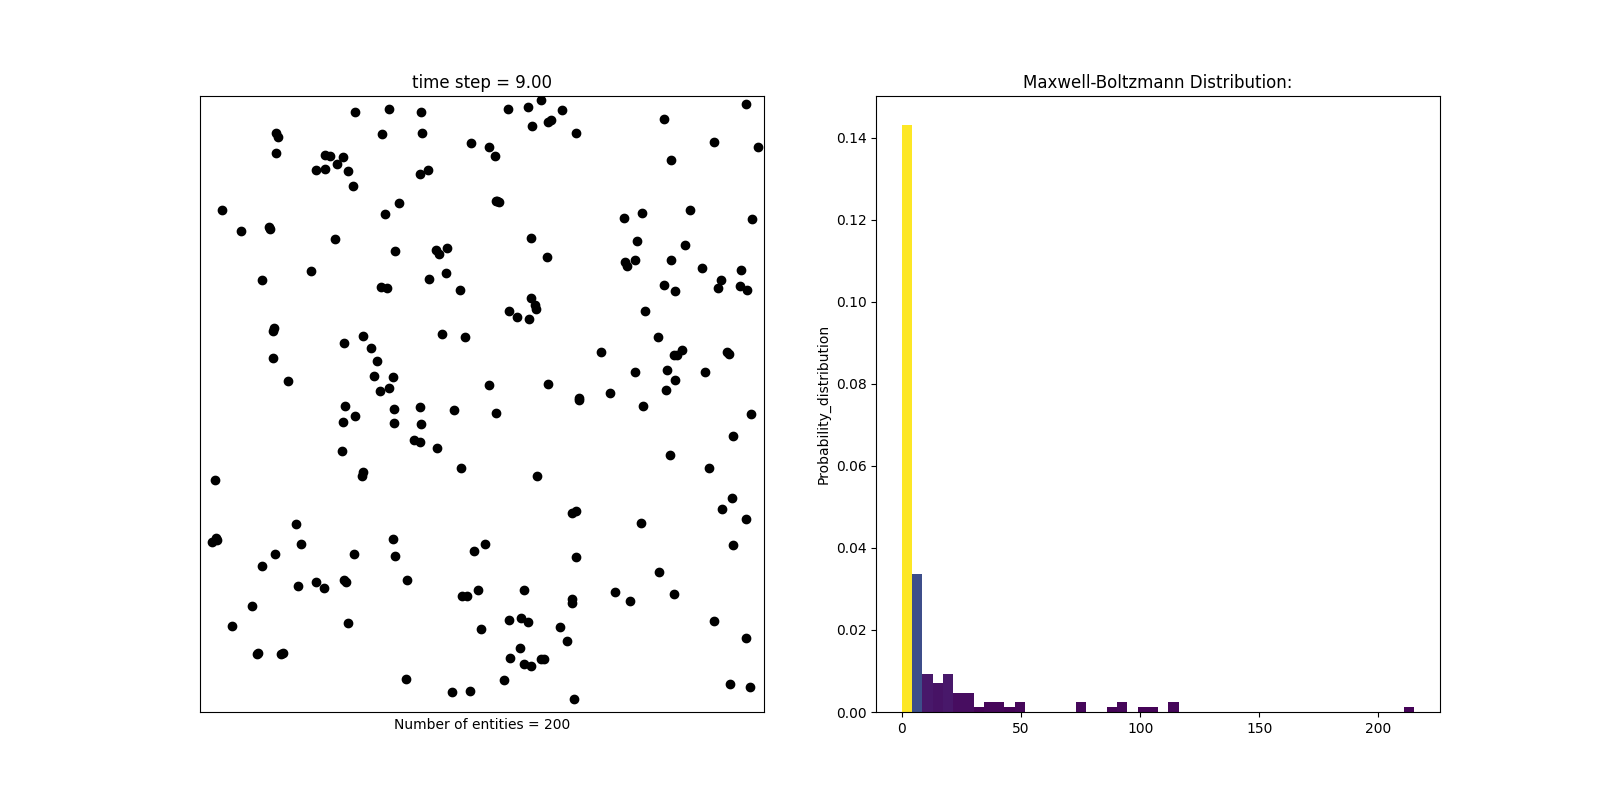 time step = 9.00
Number of entities = 200
Maxwell-Boltzmann Distribution:
Probability_distribution
0.14
0.12
0.10
0.08
0.06
0.04
0.02
0.00
0 50 100 150 200